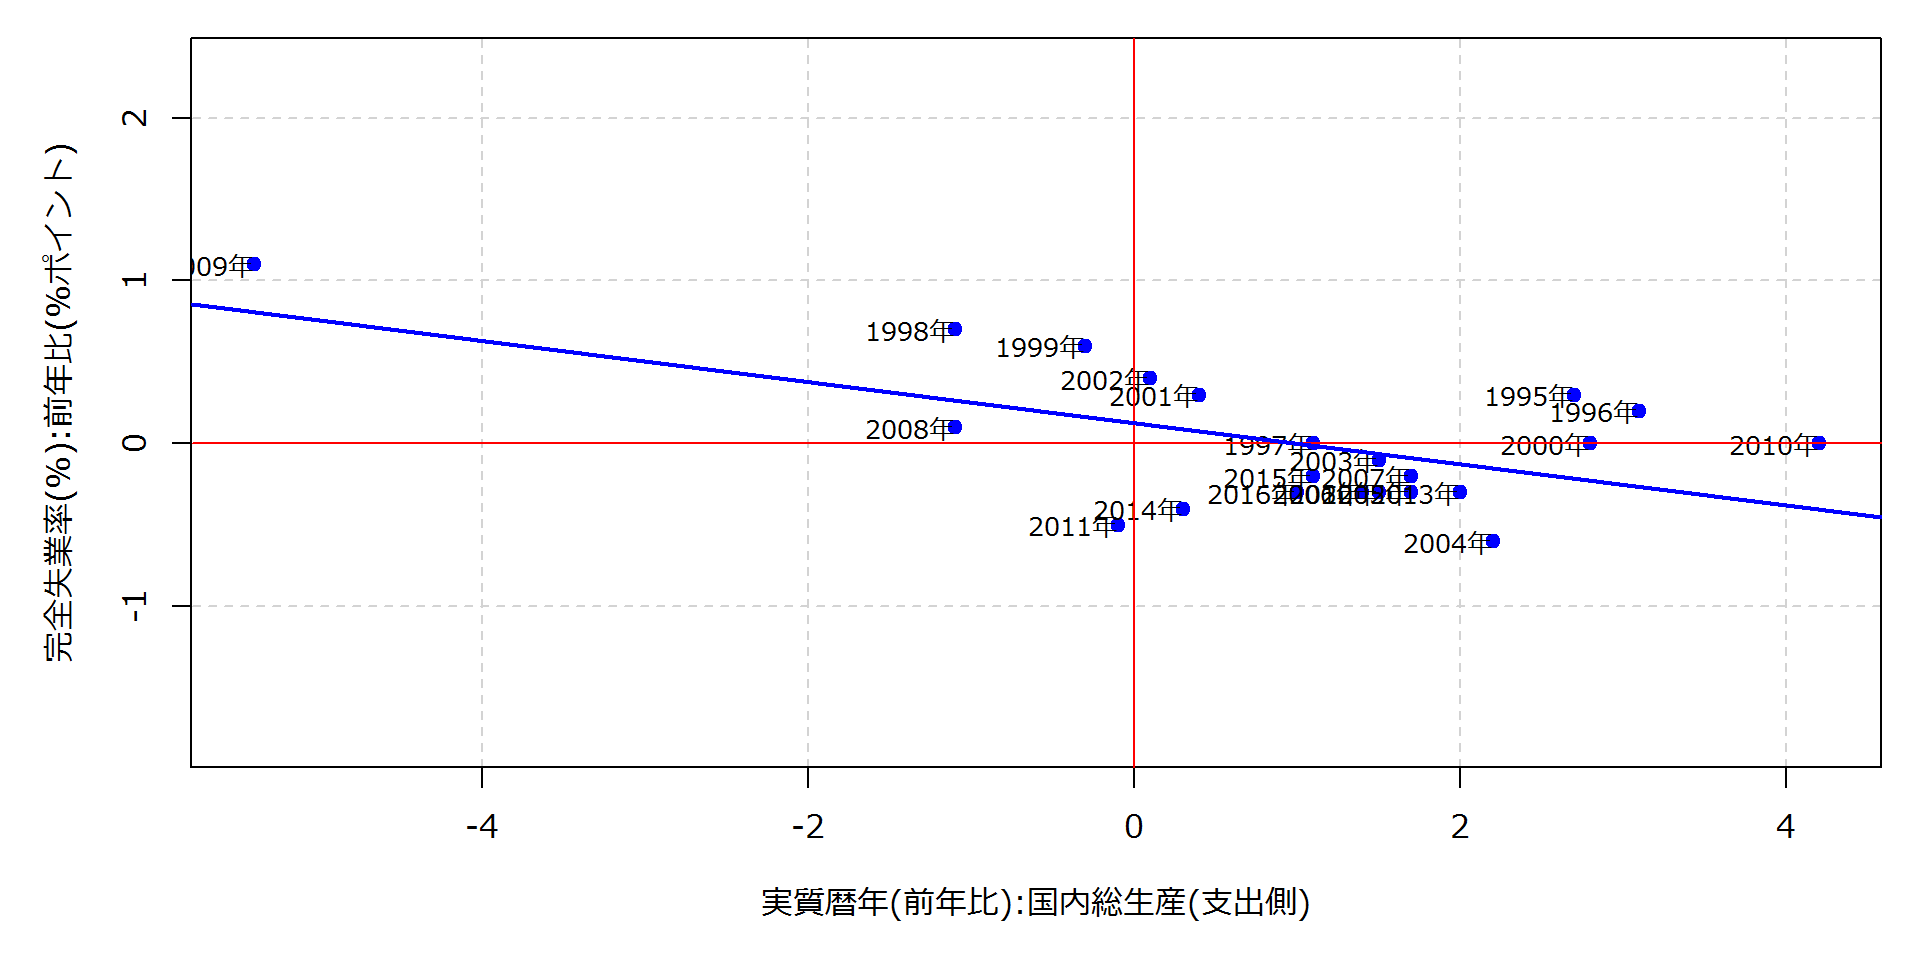 完全失業率(%):前年比(%ポイント)
2
1
0
-1
009年
1998年
1999年
2002年
2001年
1995年
1996年
2008年
1997年
2000年
2010年
2003年
2015年
2007年
2016年
2013年
2014年
2011年
2004年
-4
-2
0
2
4
実質暦年(前年比):国内総生産(支出側)